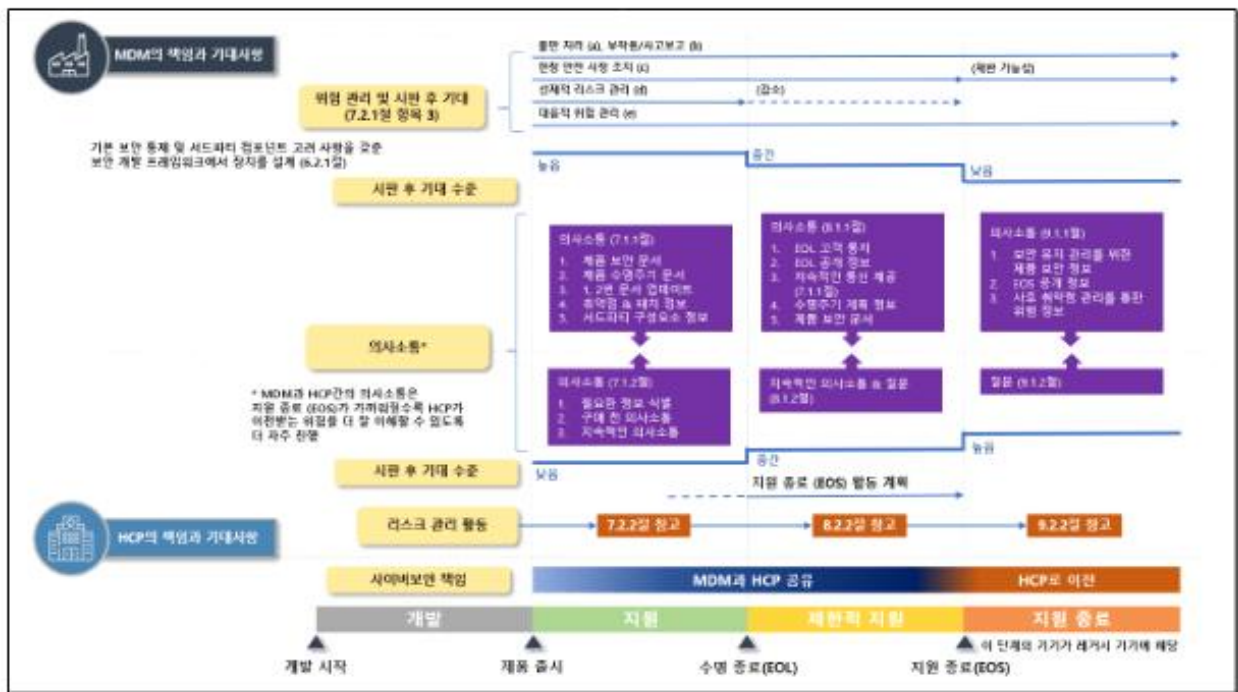 MDM의 책임과 기대사항
불만 처리 (a), 부작용/사고보고 (b)
현장 안전 시정 조치 (c)
(제한 가능성)
위험 관리 및 시판 후 기대
(7.2.1절 항목 3)
선제적 리스크 관리 (d)
(감소)
대응적 위험 관리 (e)
기본 보안 통제 및 서드파티 컴포넌트 고려 사항을 갖춘
보안 개발 프레임워크에서 장치를 설계 (6.2.1절)
높음
중간
낮음
시판 후 기대 수준
의사소통 (7.1.1절)
1. 제품 보안 문서
2. 제품 수명주기 문서
3. 1, 2번 문서 업데이트
4. 취약점 & 패치 정보
5. 서드파티 구성요소 정보
의사소통 (8.1.1절)
1. EOL 고객 통지
2. EOL 공개 정보
3. 지속적인 통신 제공
(7.1.1절)
4. 수명주기 계획 정보
5. 제품 보안 문서
의사소통 (9.1.1절)
1. 보안 유지 관리를 위한
제품 보안 정보
2. EOS 공개 정보
3. 사후 취약점 관리를 통한
위험 정보
의사소통*
* MDM과 HCP간의 의사소통은
지원 종료 (EOS)가 가까워질수록 HCP가
이전받는 위험을 더 잘 이해할 수 있도록
더 자주 진행
의사소통 (7.1.2절)
1. 필요한 정보 식별
2. 구매 전 의사소통
3. 지속적인 의사소통
지속적인 의사소통 & 질문
(8.1.2절)
질문 (9.1.2절)
시판 후 기대 수준
낮음
중간
높음
지원 종료 (EOS) 활동 계획
HCP의 책임과 기대사항
리스크 관리 활동
7.2.2절 참고
8.2.2절 참고
9.2.2절 참고
사이버보안 책임
MDM과 HCP 공유
HCP로 이전
개발
지원
제한적 지원
지원 종료
이 단계의 기기가 레거시 기기에 해당
개발 시작
제품 출시
수명 종료(EOL)
지원 종료(EOS)